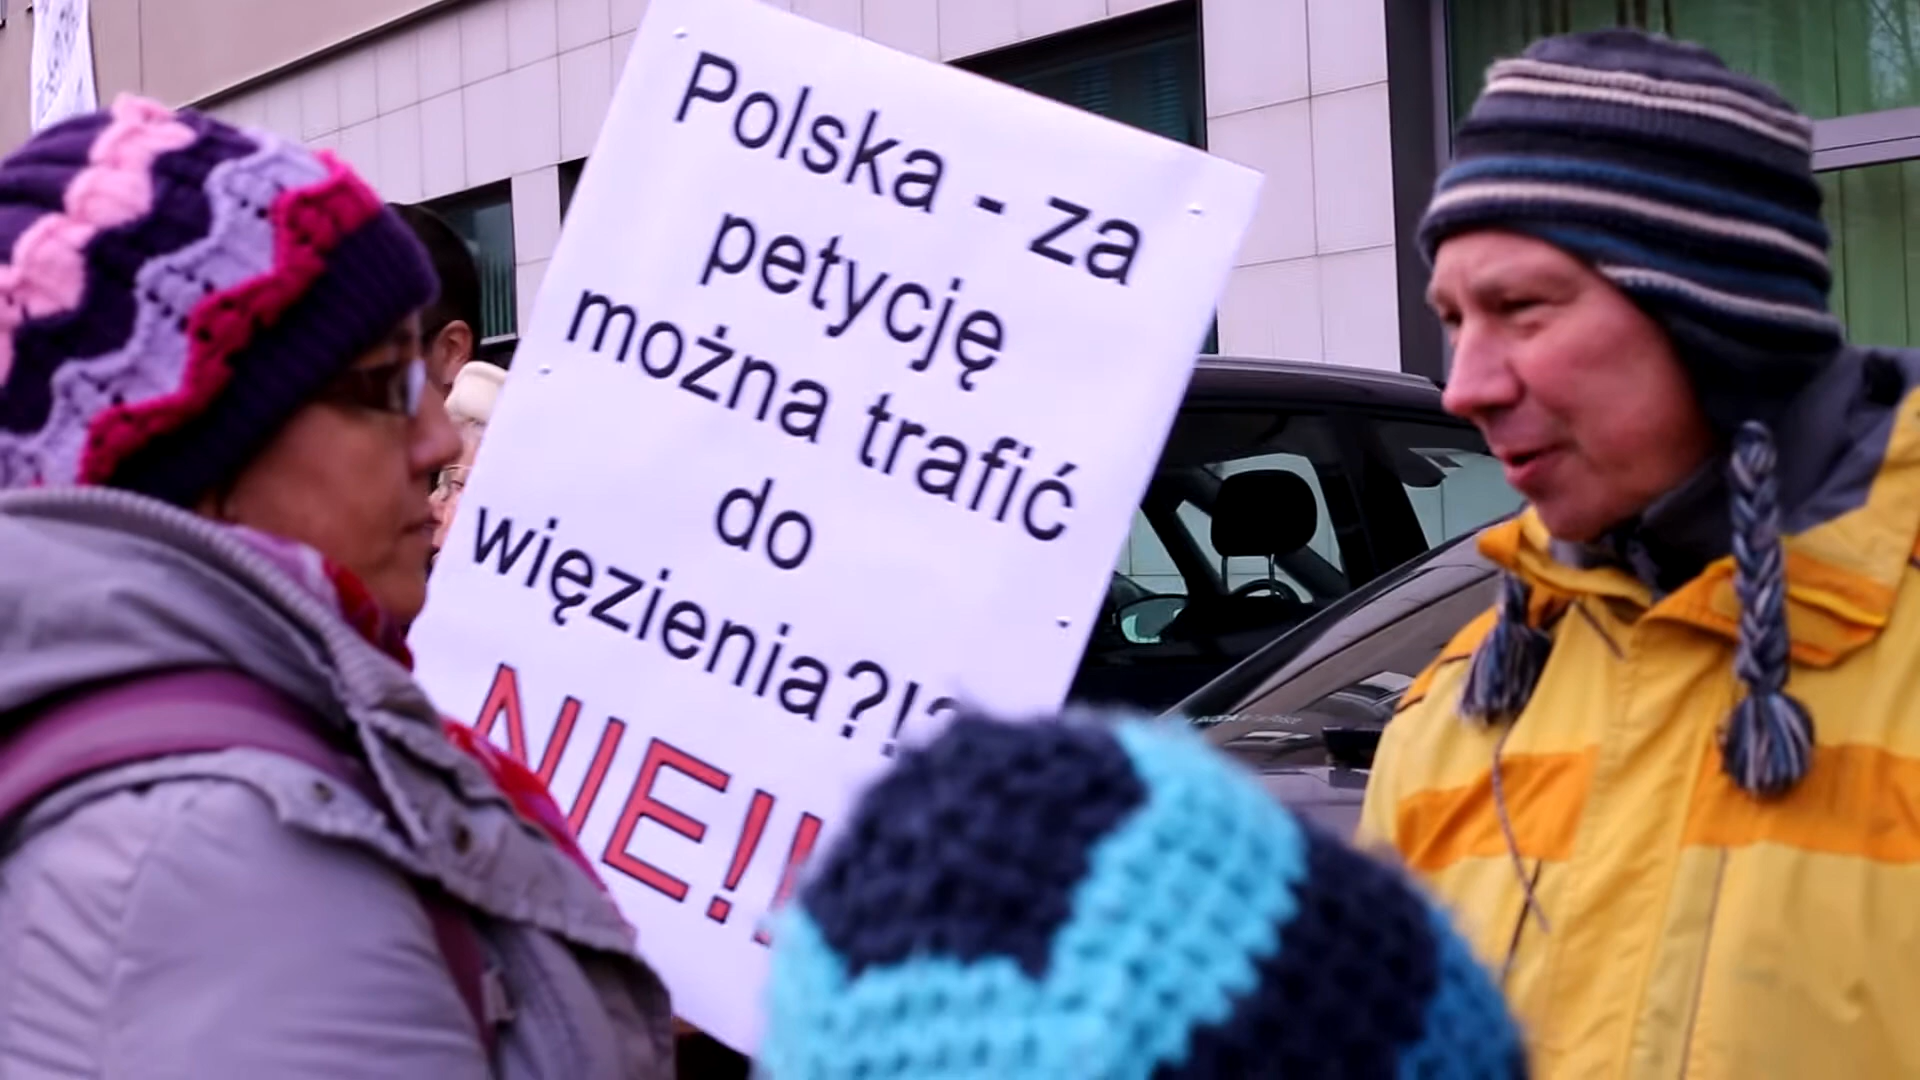 Polska - za
petycję
można trafić
do
więzienia?!?
NIE!!